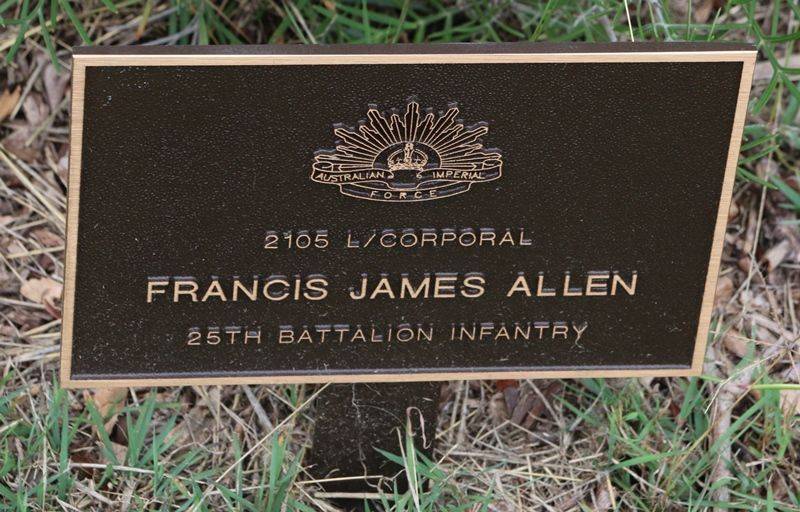 AUSTRALIAN IMPERIAL
FORCE
2105 L/CORPORAL
FRANCIS JAMES ALLEN
25TH BATTALION INFANTRY